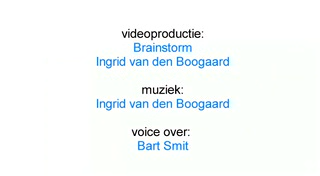 videoproductie:
Brainstorm
Ingrid van den Boogaard
muziek:
Ingrid van den Boogaard
voice over:
Bart Smit